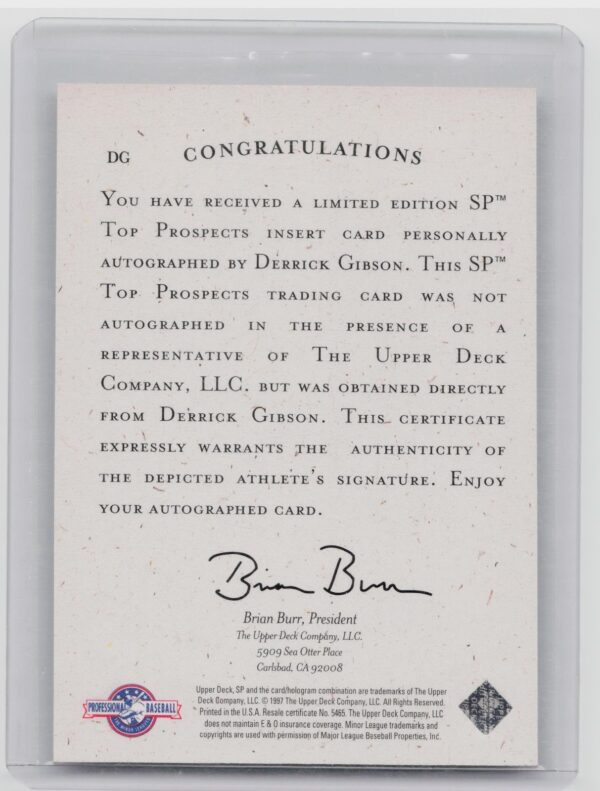 DG
CONGRATULATIONS
YOU HAVE RECEIVED A LIMITED EDITION SP™
TOP PROSPECTS INSERT CARD PERSONALLY
AUTOGRAPHED BY DERRICK GIBSON. THIS SP™
TOP PROSPECTS TRADING CARD WAS NOT
AUTOGRAPHED IN THE PRESENCE OF A
REPRESENTATIVE OF THE UPPER DECK
COMPANY, LLC. BUT WAS OBTAINED DIRECTLY
FROM DERRICK GIBSON. THIS CERTIFICATE
EXPRESSLY WARRANTS THE AUTHENTICITY OF
THE DEPICTED ATHLETE'S SIGNATURE. ENJOY
YOUR AUTOGRAPHED CARD.
Brian Burr
Brian Burr, President
The Upper Deck Company, LLC.
5909 Sea Otter Place
Carlsbad, CA 92008
Upper Deck, SP and the card/hologram combination are trademarks of The Upper
Deck Company, LLC. © 1997 The Upper Deck Company, LLC. All Rights Reserved.
Printed in the U.S.A. Resale certificate No. 5465. The Upper Deck Company, LLC
does not maintain E & O insurance coverage. Minor League trademarks and
copyrights are used with permission of Major League Baseball Properties, Inc.
PROFESSIONAL BASEBALL